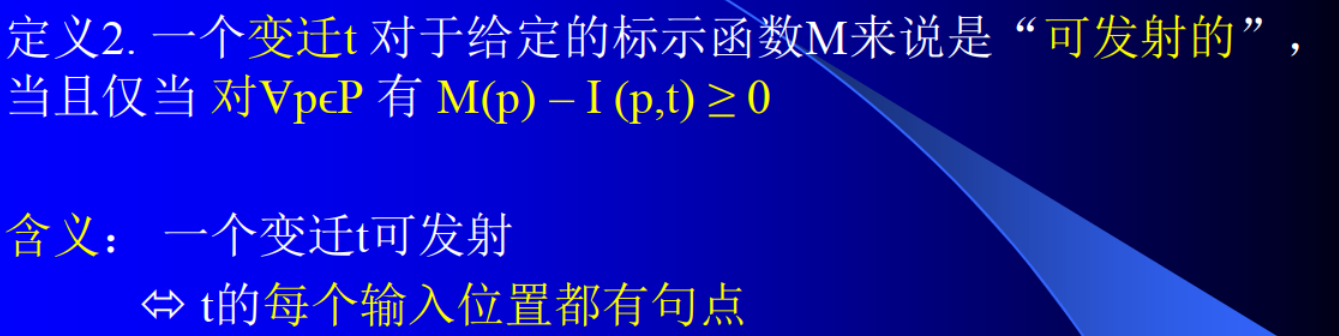 定义2. 一个变迁t 对于给定的标示函数M来说是“可发射的”，
当且仅当 对∀pϵP 有 M(p) – I (p,t) ≥ 0
含义： 一个变迁t可发射
⇔ t的每个输入位置都有句点